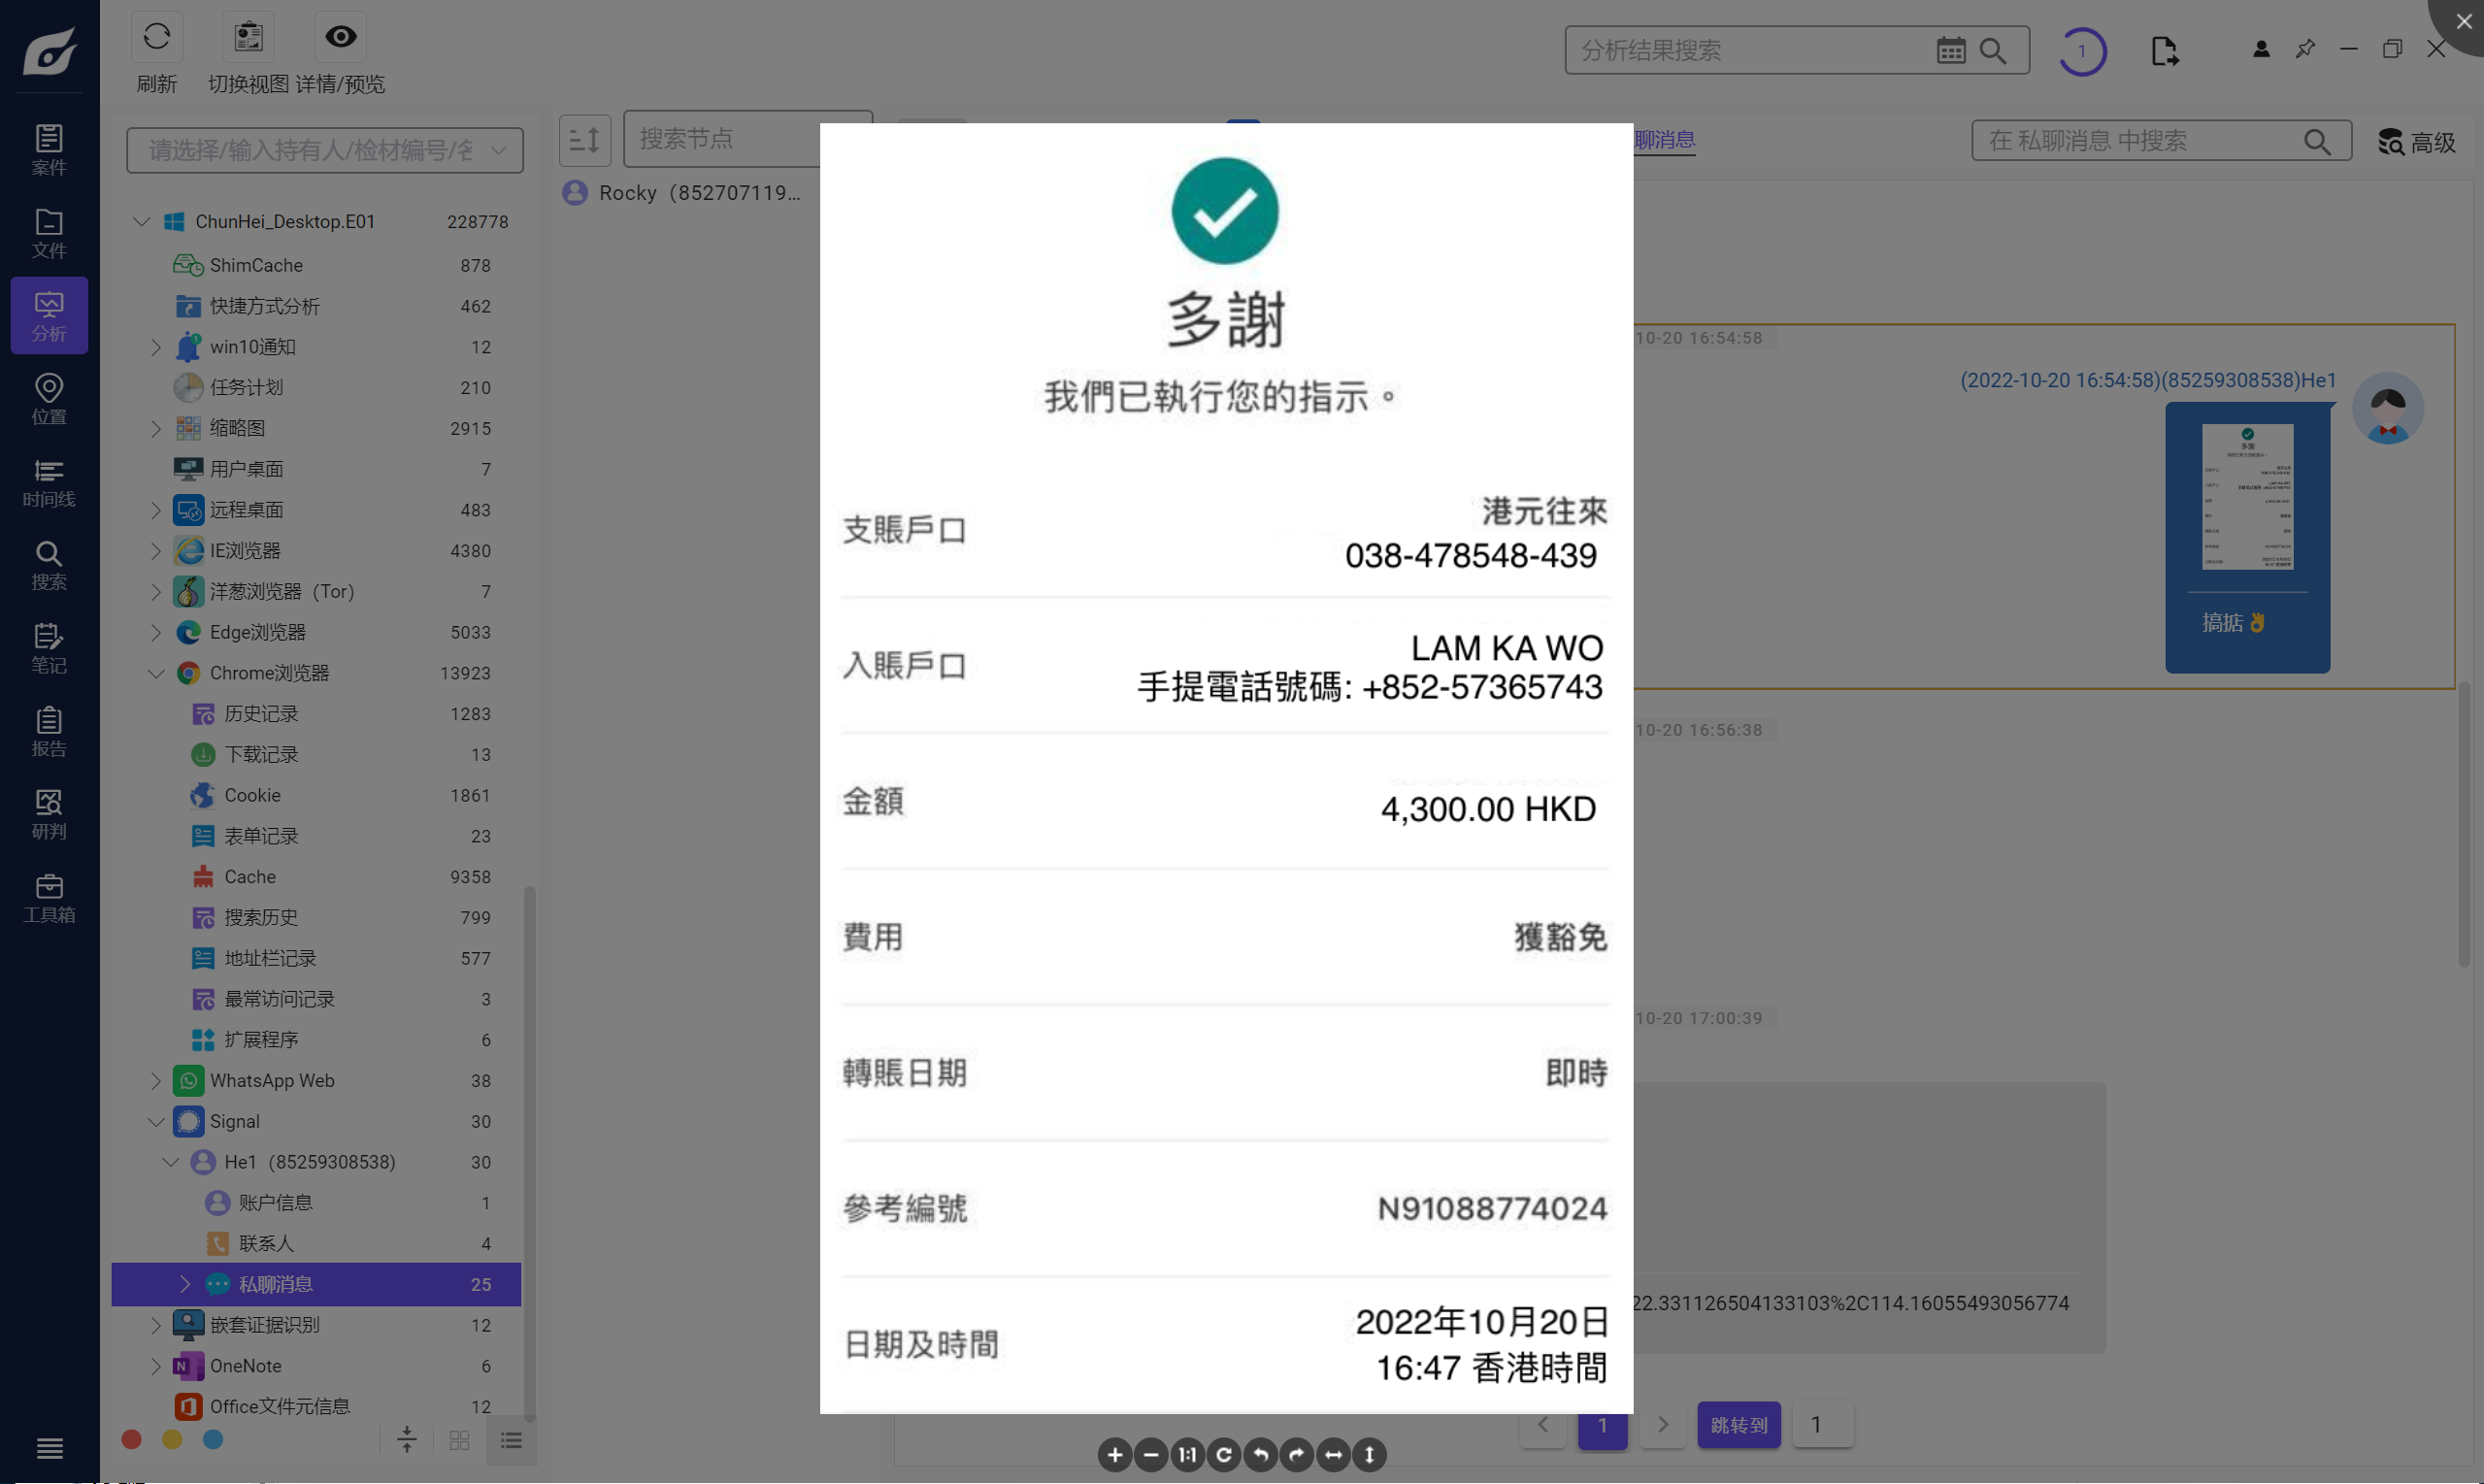 刷新
切换视图
详情/预览
分析结果搜索
1
案件
文件
分析
位置
时间线
搜索
笔记
报告
研判
工具箱
请选择/输入持有人/检材编号/名
ChunHei_Desktop.E01 228778
ShimCache 878
快捷方式分析 462
win10通知 12
任务计划 210
缩略图 2915
用户桌面 7
远程桌面 483
IE浏览器 4380
洋葱浏览器（Tor） 7
Edge浏览器 5033
Chrome浏览器 13923
历史记录 1283
下载记录 13
Cookie 1861
表单记录 23
Cache 9358
搜索历史 799
地址栏记录 577
最常访问记录 3
扩展程序 6
WhatsApp Web 38
Signal 30
He1（85259308538) 30
账户信息 1
联系人 4
私聊消息 25
嵌套证据识别 12
OneNote 6
Office文件元信息 12
搜索节点
Rocky（852707119...
多謝
我們已執行您的指示。
支賬戶口 港元往來
038-478548-439
入賬戶口 LAM KA WO
手提電話號碼: +852-57365743
金額 4,300.00 HKD
費用 獲豁免
轉賬日期 即時
參考編號 N91088774024
日期及時間 2022年10月20日
16:47 香港時間
聊消息
在 私聊消息 中搜索
高级
10-20 16:54:58
(2022-10-20 16:54:58)(85259308538)He1
搞掂👌
10-20 16:56:38
10-20 17:00:39
22.331126504133103%2C114.16055493056774
1
跳转到
1
1:1